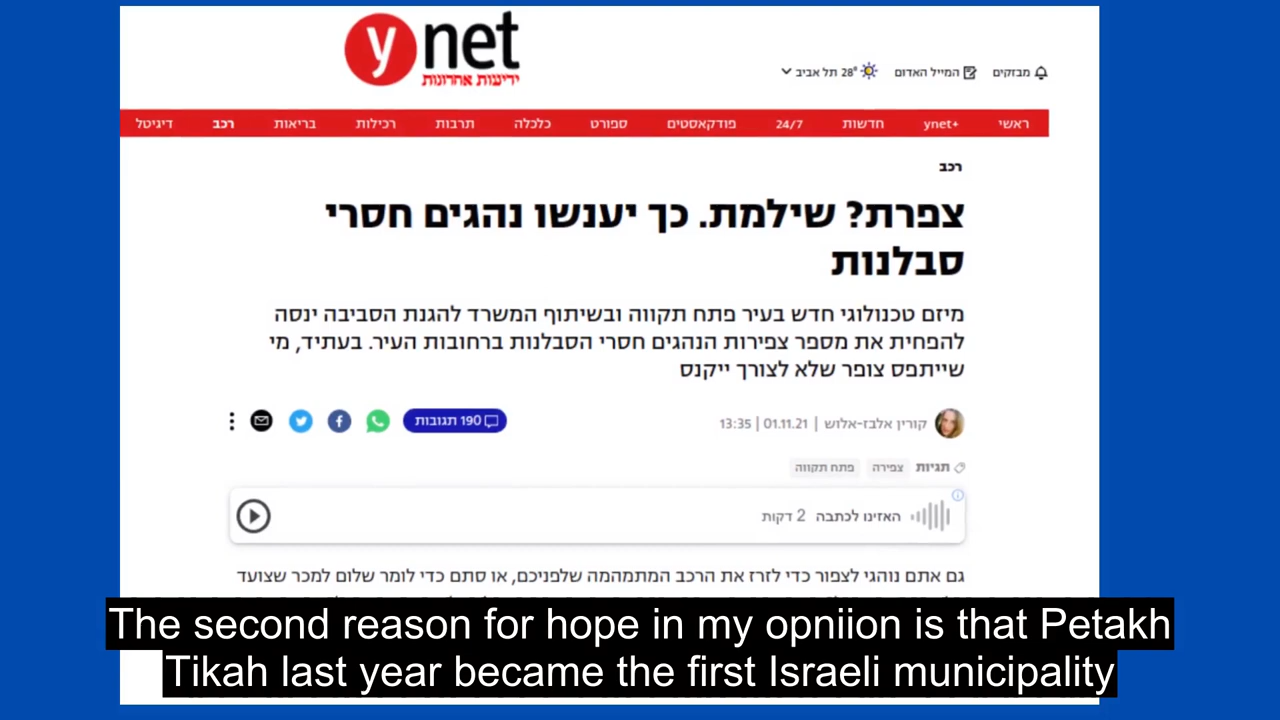 ynet
ידיעות אחרונות
מבזקים המייל האדום 28° תל אביב
ראשי ynet+ חדשות 24/7 פודקאסטים ספורט כלכלה תרבות רכילות בריאות רכב דיגיטל
רכב
צפרת? שילמת. כך יענשו נהגים חסרי
סבלנות
מיזם טכנולוגי חדש בעיר פתח תקווה ובשיתוף המשרד להגנת הסביבה ינסה
להפחית את מספר צפירות הנהגים חסרי הסבלנות ברחובות העיר. בעתיד, מי
שייתפס צופר שלא לצורך ייקנס
קורין אלבז-אלוש | 01.11.21 | 13:35
190 תגובות
תגיות צפירה פתח תקווה
האזינו לכתבה 2 דקות
גם אתם נוהגי לצפור כדי לזרז את הרכב המתמהמה שלפניכם, או סתם כדי לומר שלום למכר שצועד
The second reason for hope in my opniion is that Petakh
Tikah last year became the first Israeli municipality